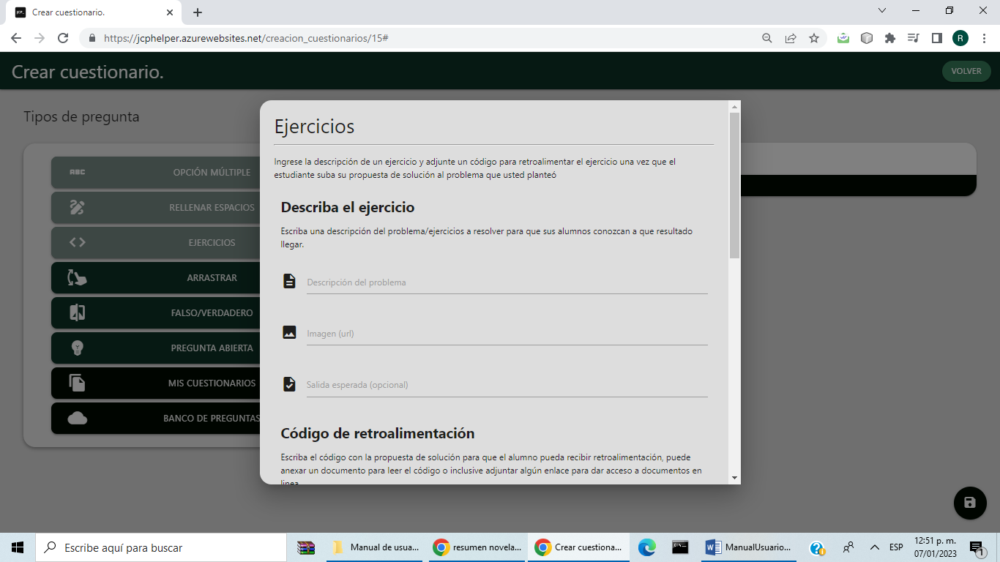 Crear cuestionario.
https://jcphelper.azurewebsites.net/creacion_cuestionarios/15#
R
Crear cuestionario.
VOLVER
Tipos de pregunta
ABC OPCIÓN MÚLTIPLE
RELLENAR ESPACIOS
EJERCICIOS
ARRASTRAR
FALSO/VERDADERO
PREGUNTA ABIERTA
MIS CUESTIONARIOS
BANCO DE PREGUNTAS
Ejercicios
Ingrese la descripción de un ejercicio y adjunte un código para retroalimentar el ejercicio una vez que el
estudiante suba su propuesta de solución al problema que usted planteó
Describa el ejercicio
Escriba una descripción del problema/ejercicios a resolver para que sus alumnos conozcan a que resultado
llegar.
Descripción del problema
Imagen (url)
Salida esperada (opcional)
Código de retroalimentación
Escriba el código con la propuesta de solución para que el alumno pueda recibir retroalimentación, puede
anexar un documento para leer el código o inclusive adjuntar algún enlace para dar acceso a documentos en
linea
Escribe aquí para buscar
Manual de usua...
resumen novela...
Crear cuestiona...
ManualUsuario...
ESP
12:51 p. m.
07/01/2023
1